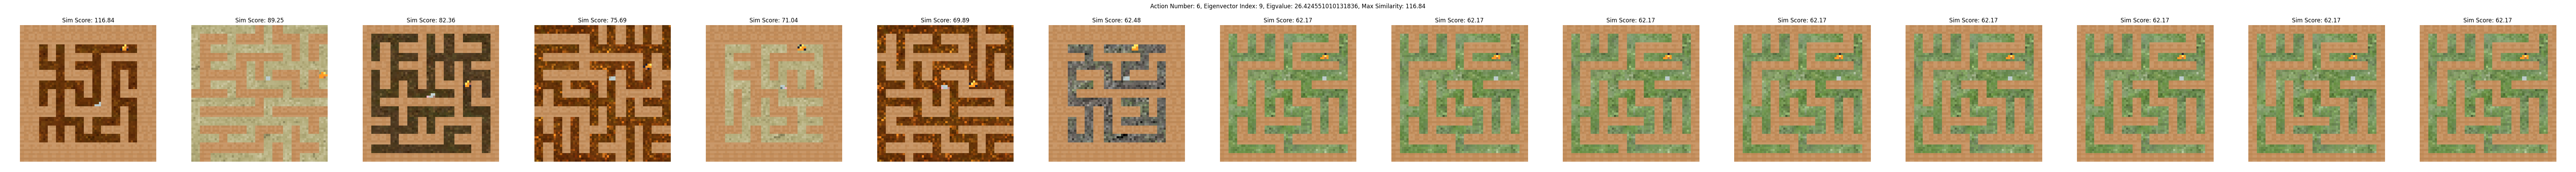 Action Number: 6, Eigenvector Index: 9, Eigvalue: 26.424551010131836, Max Similarity: 116.84
Sim Score: 116.84
Sim Score: 89.25
Sim Score: 82.36
Sim Score: 75.69
Sim Score: 71.04
Sim Score: 69.89
Sim Score: 62.48
Sim Score: 62.17
Sim Score: 62.17
Sim Score: 62.17
Sim Score: 62.17
Sim Score: 62.17
Sim Score: 62.17
Sim Score: 62.17
Sim Score: 62.17